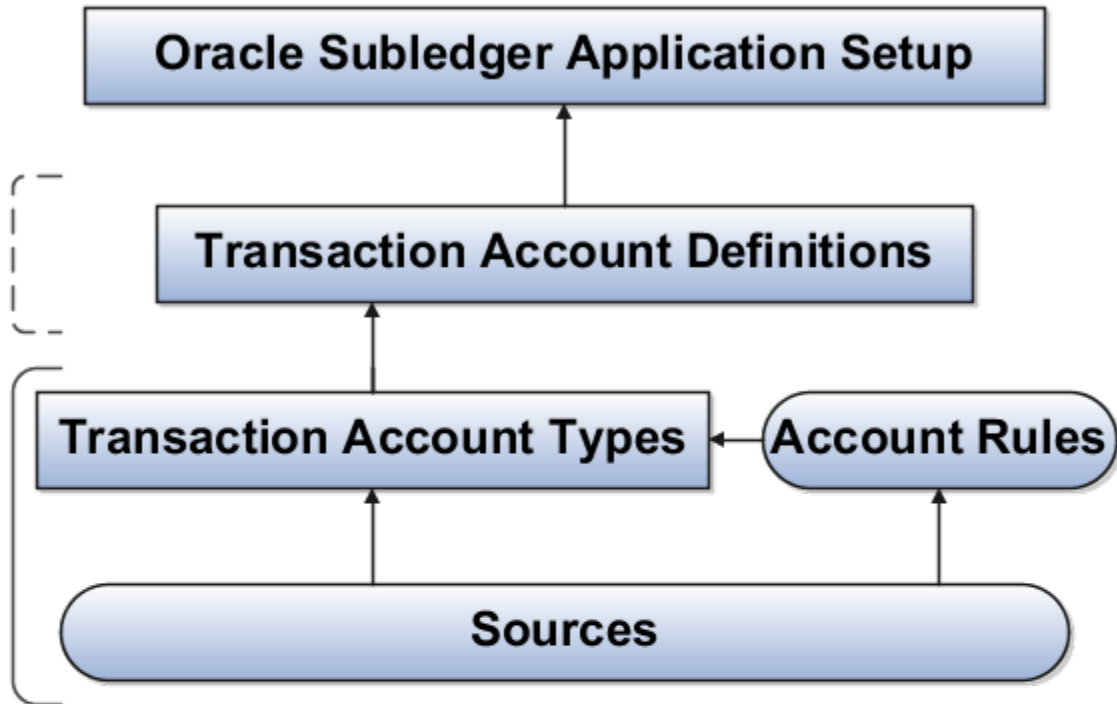 Oracle Subledger Application Setup
Transaction Account Definitions
Transaction Account Types
Account Rules
Sources